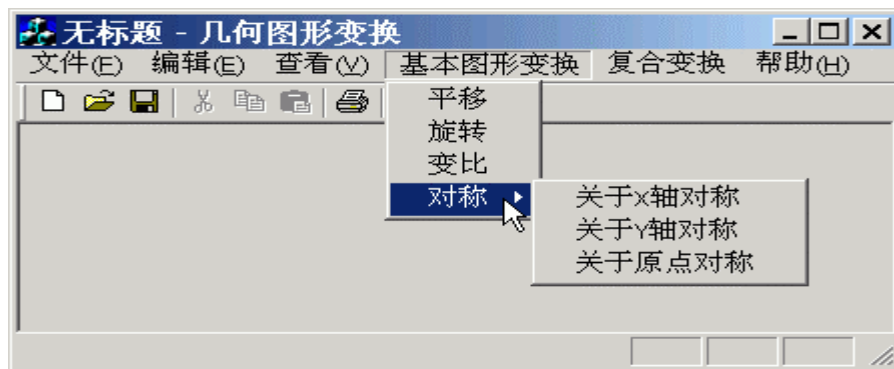 无标题 - 几何图形变换
文件(F) 编辑(E) 查看(V) 基本图形变换 复合变换 帮助(H)
平移
旋转
变比
对称
关于X轴对称
关于Y轴对称
关于原点对称